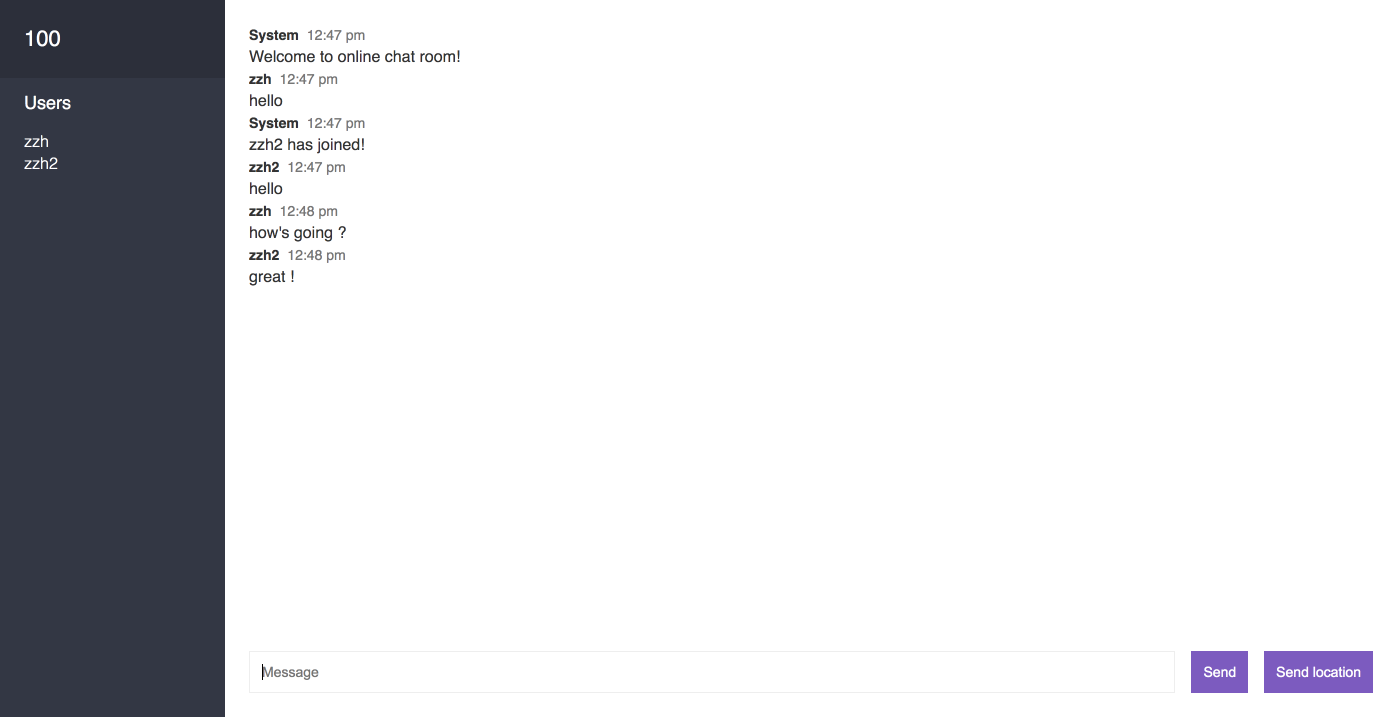 100
Users
zzh
zzh2
System 12:47 pm
Welcome to online chat room!
zzh 12:47 pm
hello
System 12:47 pm
zzh2 has joined!
zzh2 12:47 pm
hello
zzh 12:48 pm
how's going ?
zzh2 12:48 pm
great !
Message
Send
Send location